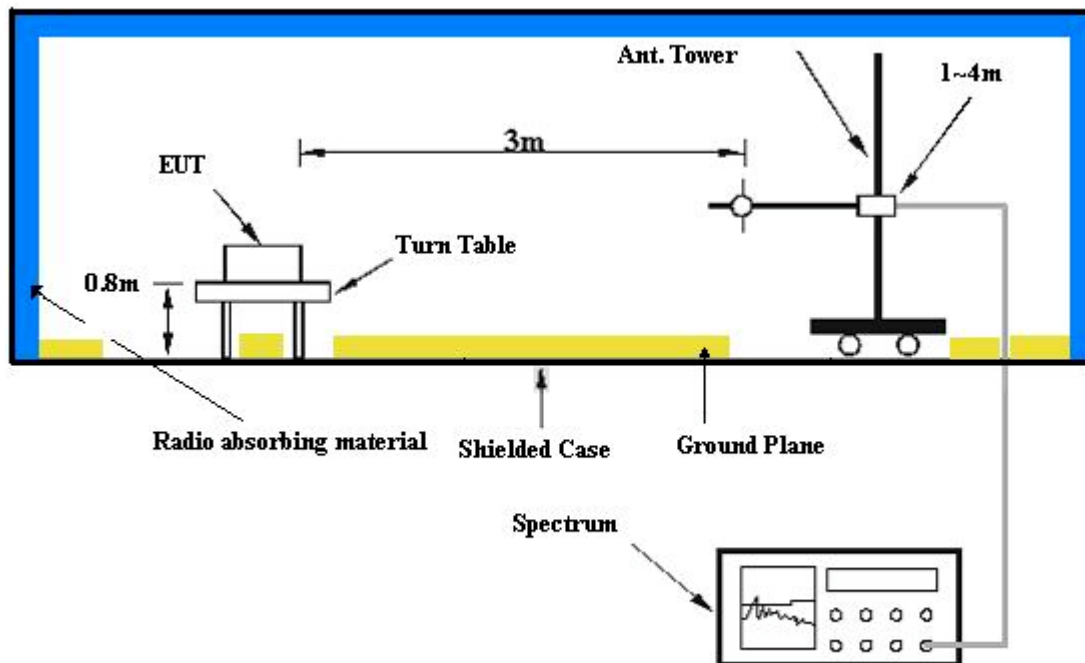 Ant. Tower
1~4m
3m
EUT
Turn Table
0.8m
Radio absorbing material
Shielded Case
Ground Plane
Spectrum